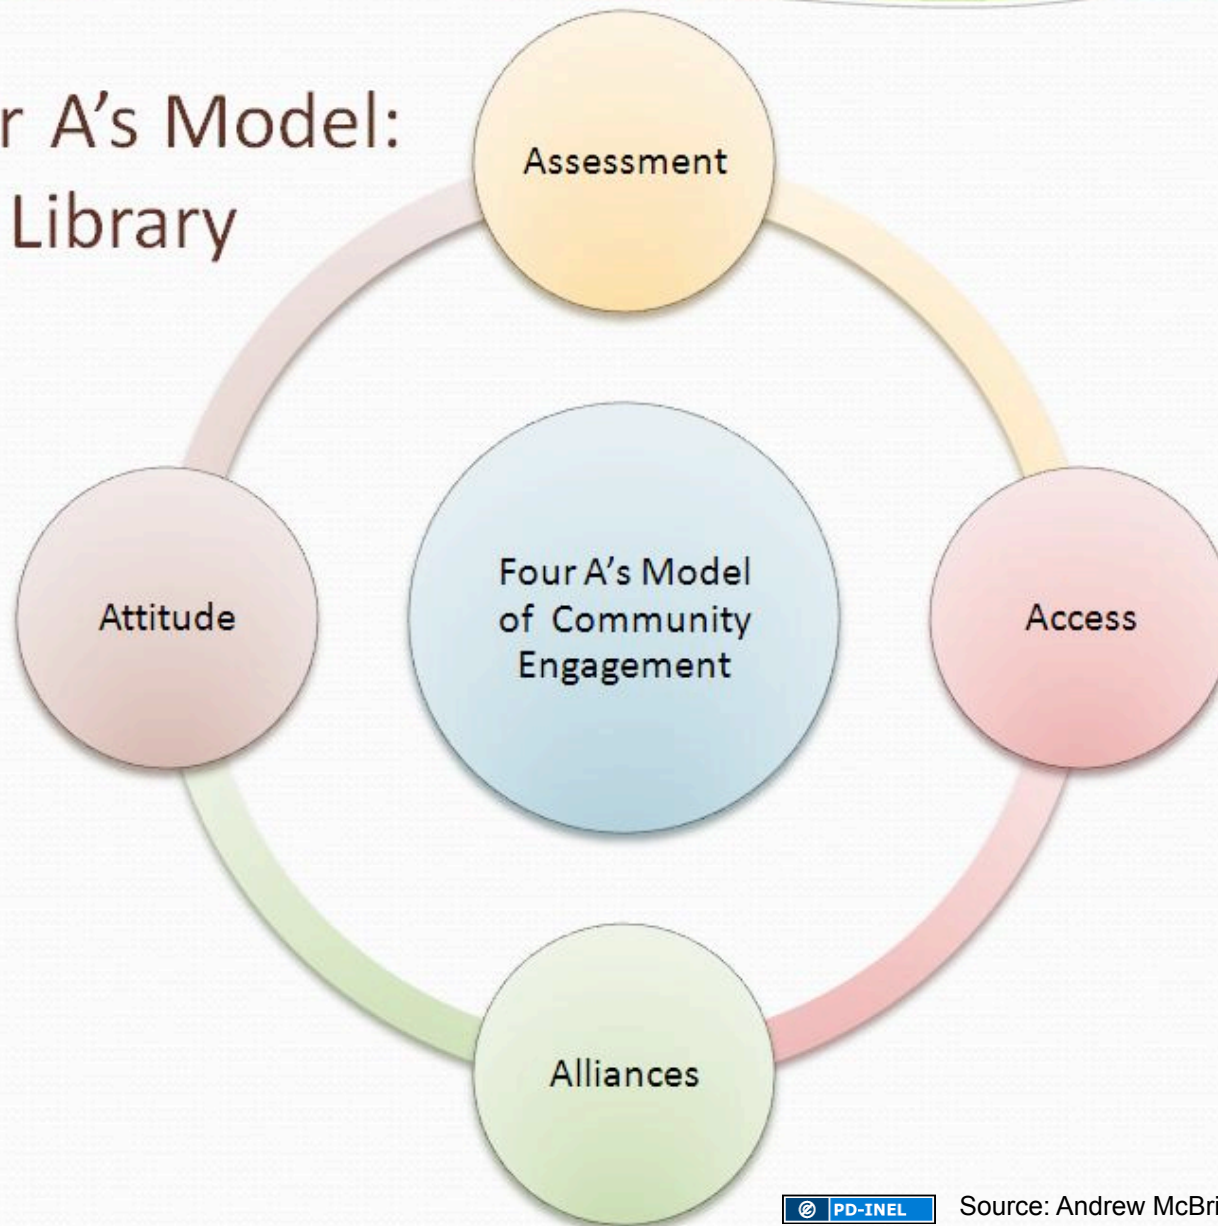 r A's Model:
Library
Assessment
Attitude
Four A's Model
of Community
Engagement
Access
Alliances
PD-INEL
Source: Andrew McBri